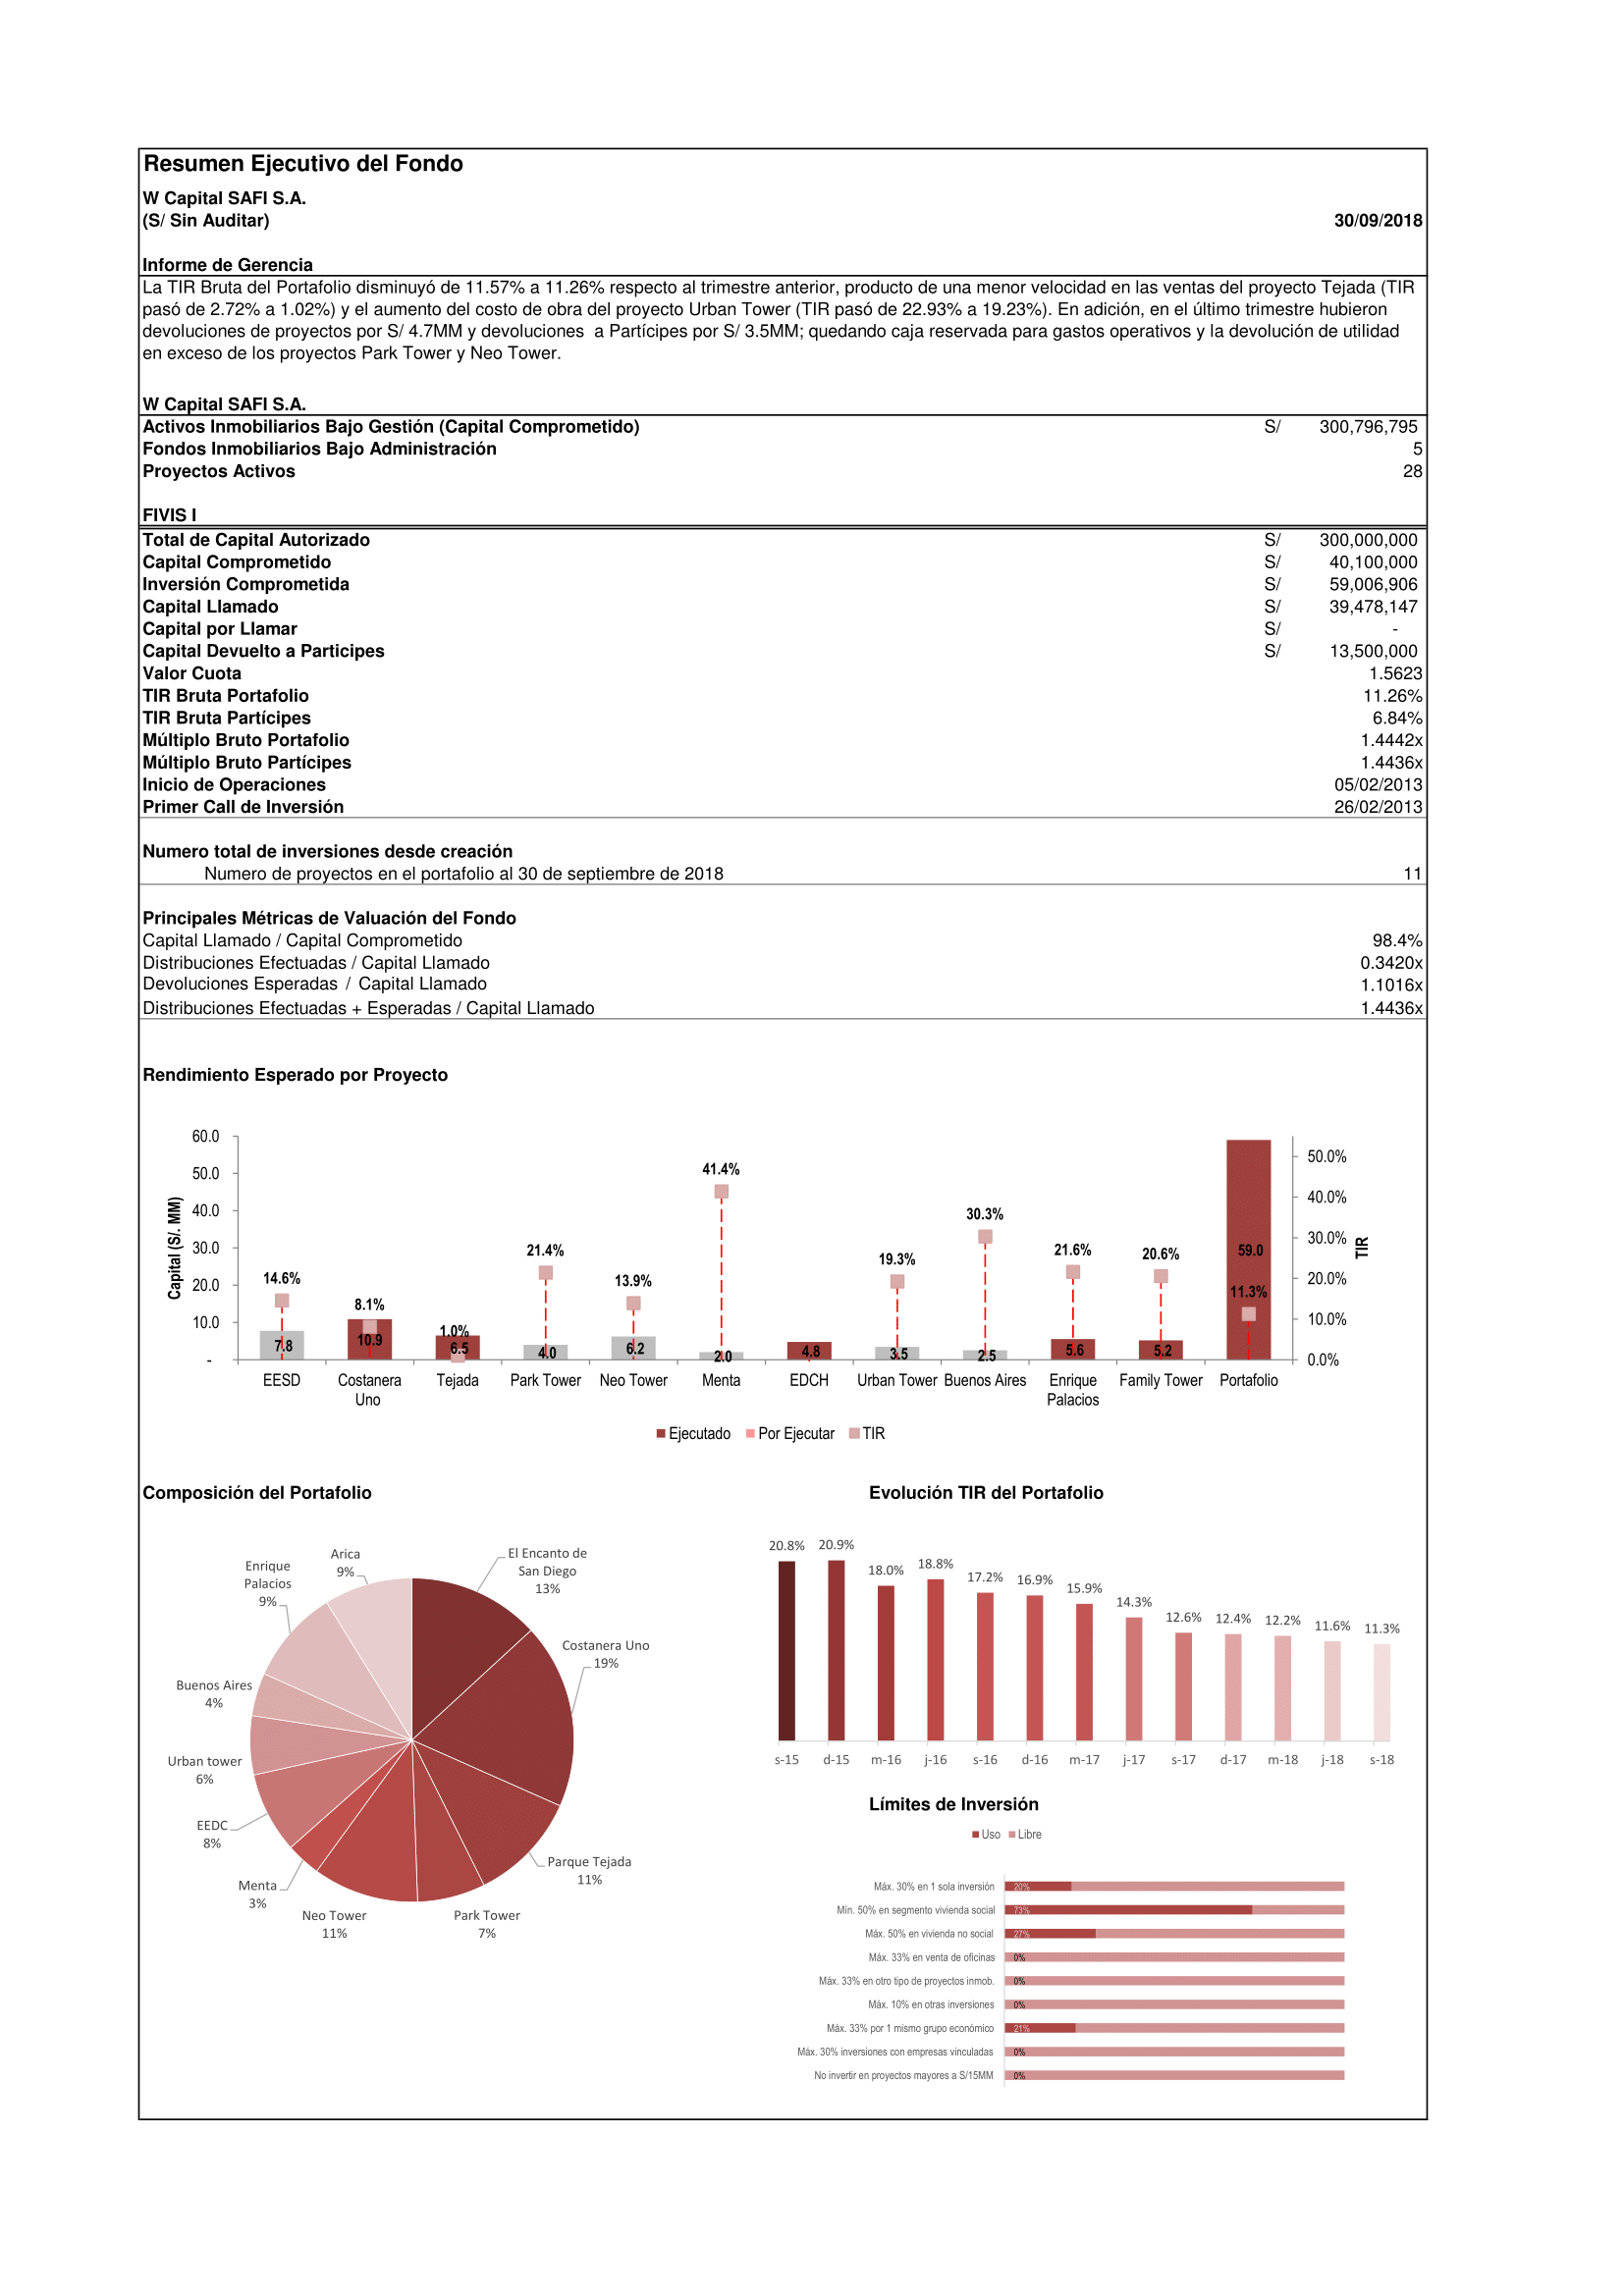 Resumen Ejecutivo del Fondo
W Capital SAFI S.A.
(S/ Sin Auditar) 30/09/2018
Informe de Gerencia
La TIR Bruta del Portafolio disminuyó de 11.57% a 11.26% respecto al trimestre anterior, producto de una menor velocidad en las ventas del proyecto Tejada (TIR
pasó de 2.72% a 1.02%) y el aumento del costo de obra del proyecto Urban Tower (TIR pasó de 22.93% a 19.23%). En adición, en el último trimestre hubieron
devoluciones de proyectos por S/ 4.7MM y devoluciones a Partícipes por S/ 3.5MM; quedando caja reservada para gastos operativos y la devolución de utilidad
en exceso de los proyectos Park Tower y Neo Tower.
W Capital SAFI S.A.
Activos Inmobiliarios Bajo Gestión (Capital Comprometido) S/ 300,796,795
Fondos Inmobiliarios Bajo Administración 5
Proyectos Activos 28
FIVIS I
Total de Capital Autorizado S/ 300,000,000
Capital Comprometido S/ 40,100,000
Inversión Comprometida S/ 59,006,906
Capital Llamado S/ 39,478,147
Capital por Llamar S/ -
Capital Devuelto a Participes S/ 13,500,000
Valor Cuota 1.5623
TIR Bruta Portafolio 11.26%
TIR Bruta Partícipes 6.84%
Múltiplo Bruto Portafolio 1.4442x
Múltiplo Bruto Partícipes 1.4436x
Inicio de Operaciones 05/02/2013
Primer Call de Inversión 26/02/2013
Numero total de inversiones desde creación
Numero de proyectos en el portafolio al 30 de septiembre de 2018 11
Principales Métricas de Valuación del Fondo
Capital Llamado / Capital Comprometido 98.4%
Distribuciones Efectuadas / Capital Llamado 0.3420x
Devoluciones Esperadas / Capital Llamado 1.1016x
Distribuciones Efectuadas + Esperadas / Capital Llamado 1.4436x
Rendimiento Esperado por Proyecto
Capital (S/. MM)
60.0
50.0
40.0
30.0
20.0
10.0
-
14.6% 8.1% 1.0% 21.4% 13.9% 41.4% 19.3% 30.3% 21.6% 20.6% 11.3%
7.8 10.9 6.5 4.0 6.2 2.0 4.8 3.5 2.5 5.6 5.2 59.0
50.0%
40.0%
30.0%
20.0%
10.0%
0.0%
TIR
EESD Costanera Tejada Park Tower Neo Tower Menta EDCH Urban Tower Buenos Aires Enrique Family Tower Portafolio
Uno Palacios
Ejecutado Por Ejecutar TIR
Composición del Portafolio
El Encanto de
San Diego
13%
Costanera Uno
19%
Parque Tejada
11%
Park Tower
7%
Neo Tower
11%
Menta
3%
EEDC
8%
Urban tower
6%
Buenos Aires
4%
Enrique
Palacios
9%
Arica
9%
Evolución TIR del Portafolio
20.8% 20.9% 18.0% 18.8% 17.2% 16.9% 15.9% 14.3% 12.6% 12.4% 12.2% 11.6% 11.3%
s-15 d-15 m-16 j-16 s-16 d-16 m-17 j-17 s-17 d-17 m-18 j-18 s-18
Límites de Inversión
Uso Libre
Máx. 30% en 1 sola inversión 20%
Mín. 50% en segmento vivienda social 73%
Máx. 50% en vivienda no social 27%
Máx. 33% en venta de oficinas 0%
Máx. 33% en otro tipo de proyectos inmob. 0%
Máx. 10% en otras inversiones 0%
Máx. 33% por 1 mismo grupo económico 21%
Máx. 30% inversiones con empresas vinculadas 0%
No invertir en proyectos mayores a S/15MM 0%